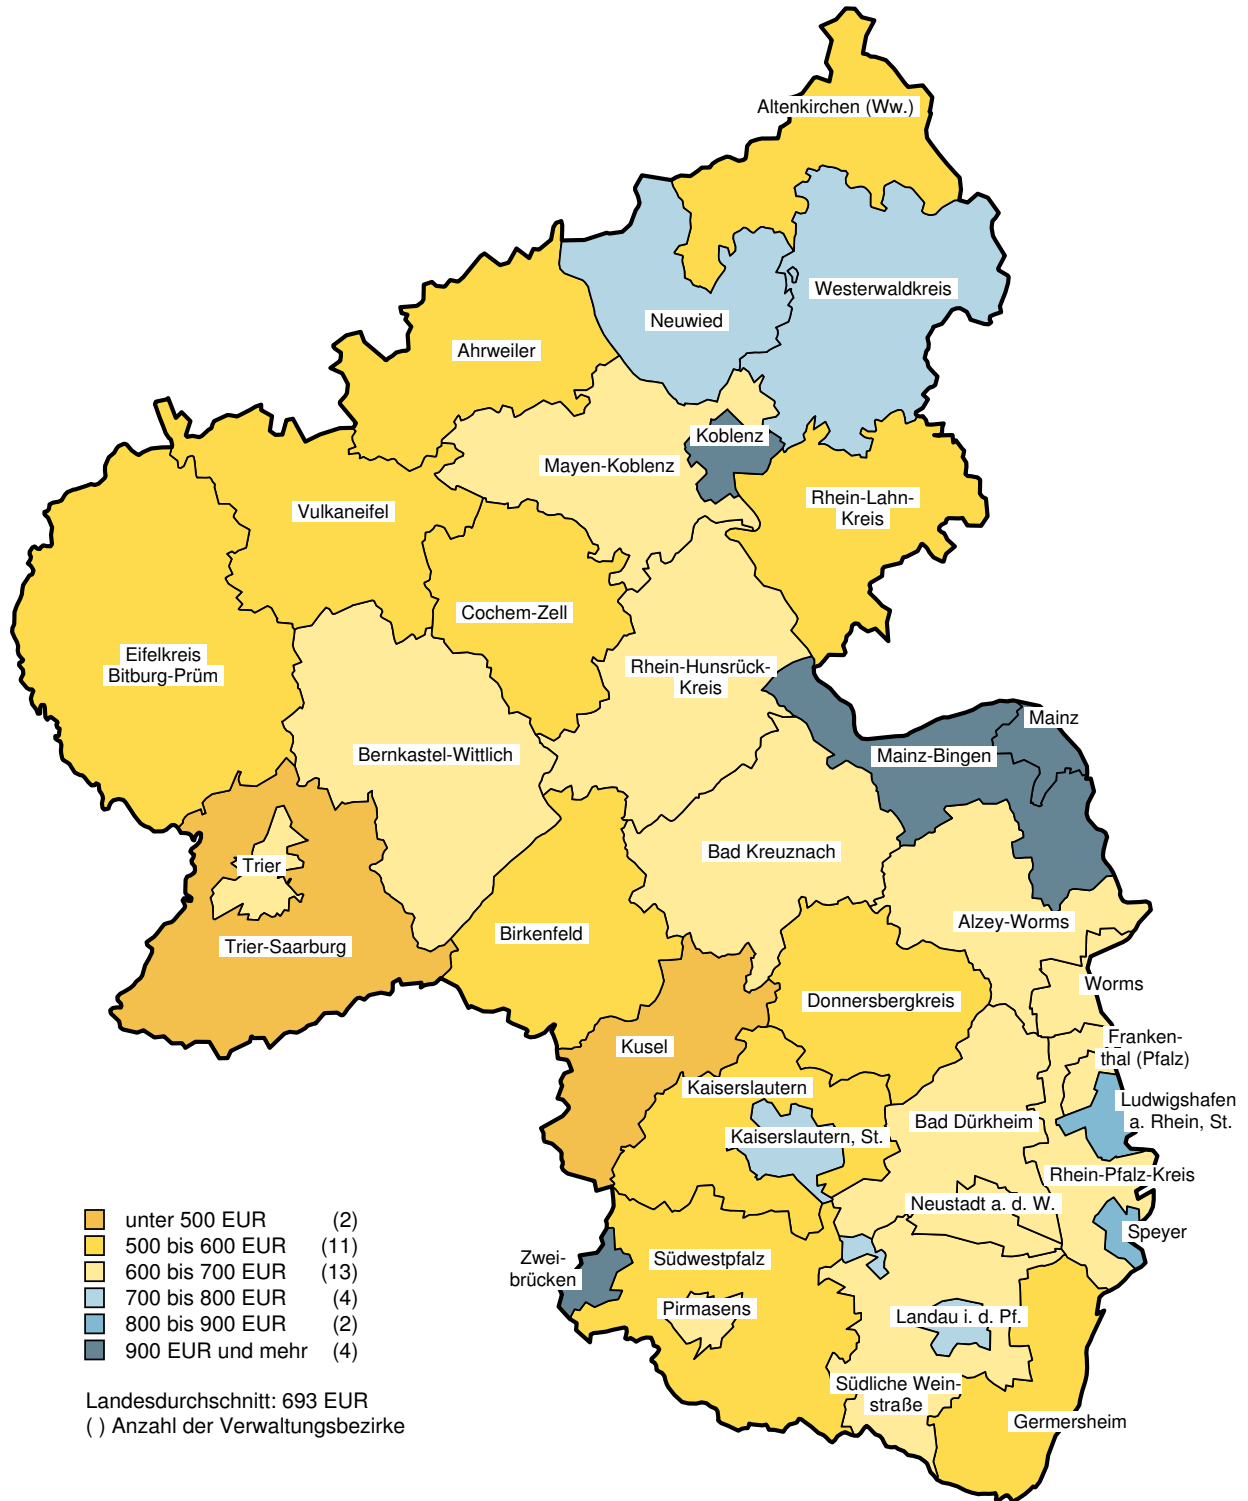 Altenkirchen (Ww.)
Westerwaldkreis
Neuwied
Ahrweiler
Koblenz
Mayen-Koblenz
Rhein-Lahn-
Kreis
Vulkaneifel
Cochem-Zell
Eifelkreis
Bitburg-Prüm
Rhein-Hunsrück-
Kreis
Mainz
Mainz-Bingen
Bernkastel-Wittlich
Bad Kreuznach
Trier
Alzey-Worms
Birkenfeld
Trier-Saarburg
Worms
Donnersbergkreis
Franken-
thal (Pfalz)
Kusel
Kaiserslautern
Ludwigshafen
a. Rhein, St.
Bad Dürkheim
Kaiserslautern, St.
Rhein-Pfalz-Kreis
Neustadt a. d. W.
Speyer
Zwei-
brücken
Südwestpfalz
Pirmasens
Landau i. d. Pf.
Südliche Wein-
straße
Germersheim
unter 500 EUR (2)
500 bis 600 EUR (11)
600 bis 700 EUR (13)
700 bis 800 EUR (4)
800 bis 900 EUR (2)
900 EUR und mehr (4)
Landesdurchschnitt: 693 EUR
( ) Anzahl der Verwaltungsbezirke